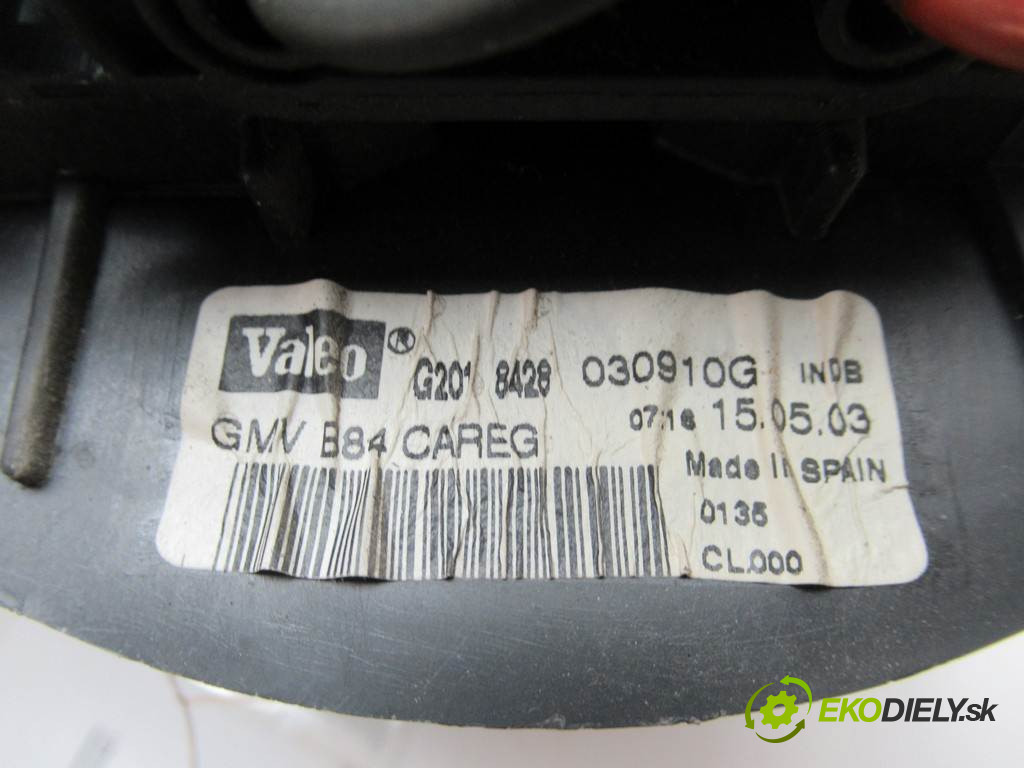 Valeo® G201 8428 030910G INDB
GMV B84 CAREG 07:16 15.05.03
Made In SPAIN
0135
CL000
EKODIELY.sk